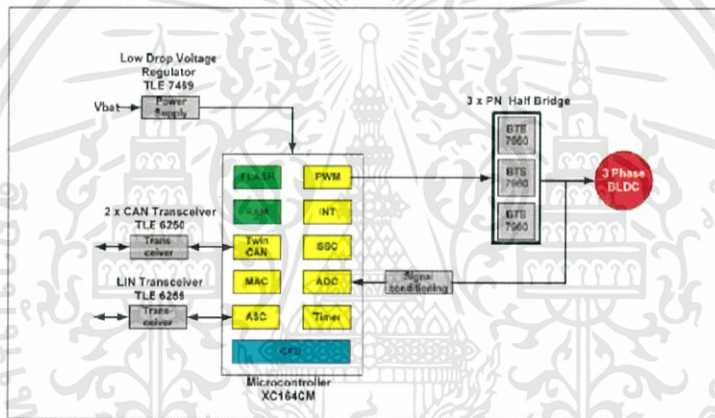 Low Drop Voltage
Regulator
TLE 7469
Vbat
Power
Supply
3 x PN Half Bridge
BTS
7960
BTS
7960
BTS
7960
3 Phase
BLDC
FLASH
PWM
RAM
INT
2 x CAN Transceiver
TLE 6250
Trans
ceiver
Twin
CAN
SSC
MAC
ADC
Signal
conditioning
LIN Transceiver
TLE 6259
Trans
ceiver
ASC
Timer
CPU
Microcontroller
XC164CM